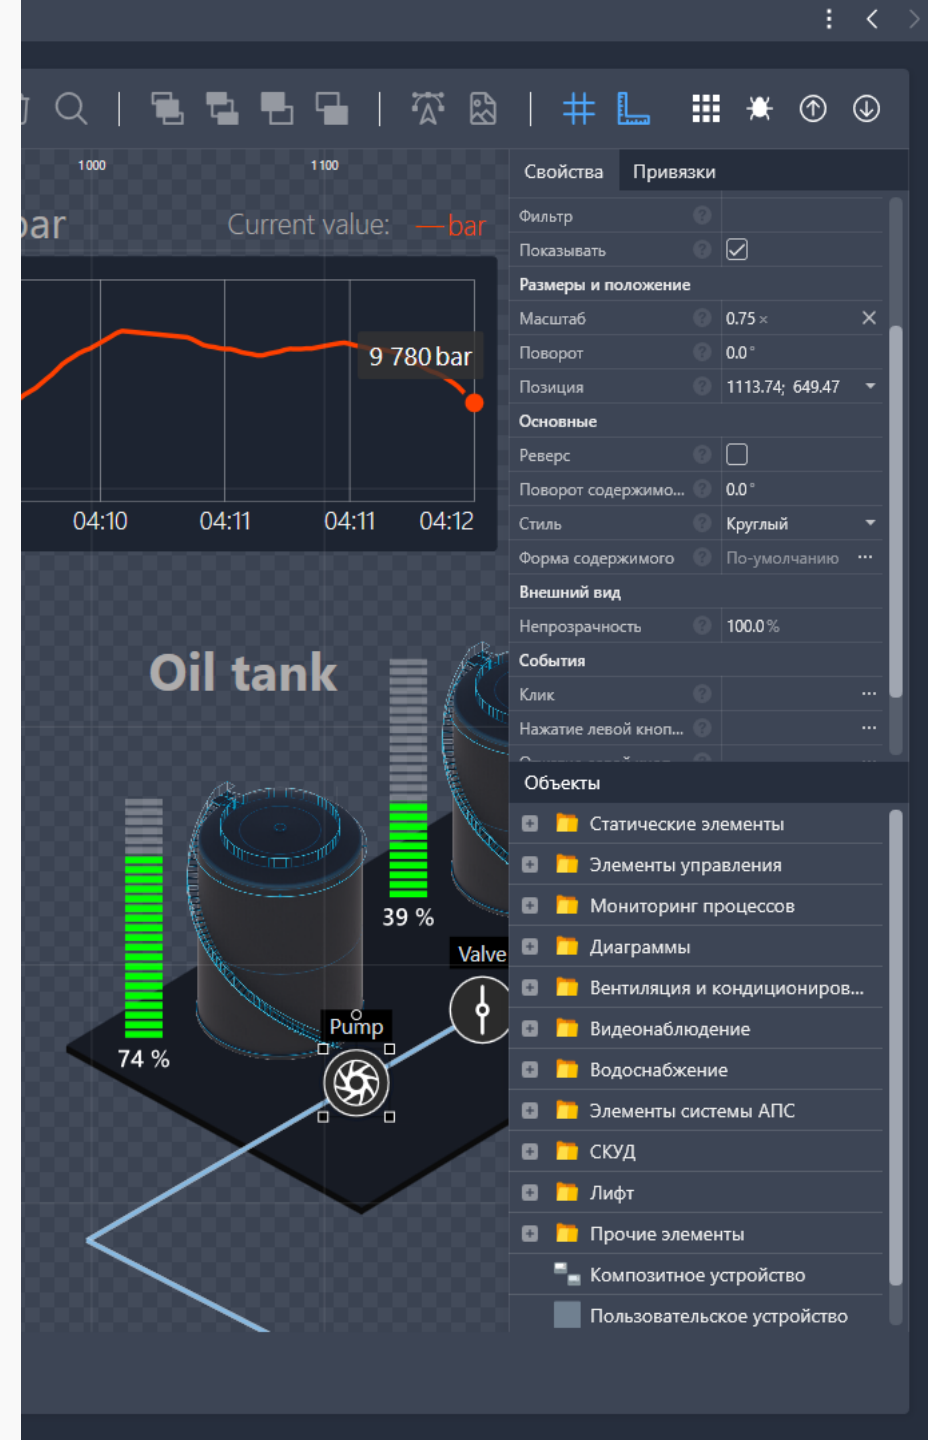 1000
1100
bar
Current value: —bar
9 780 bar
04:10
04:11
04:11
04:12
Oil tank
39 %
Valve
Pump
74 %
Свойства
Привязки
Фильтр
Показывать
Размеры и положение
Масштаб
0.75 ×
Поворот
0.0 °
Позиция
1113.74; 649.47
Основные
Реверс
Поворот содержимо...
0.0 °
Стиль
Круглый
Форма содержимого
По-умолчанию
Внешний вид
Непрозрачность
100.0 %
События
Клик
Нажатие левой кноп...
Объекты
Статические элементы
Элементы управления
Мониторинг процессов
Диаграммы
Вентиляция и кондициониров...
Видеонаблюдение
Водоснабжение
Элементы системы АПС
СКУД
Лифт
Прочие элементы
Композитное устройство
Пользовательское устройство